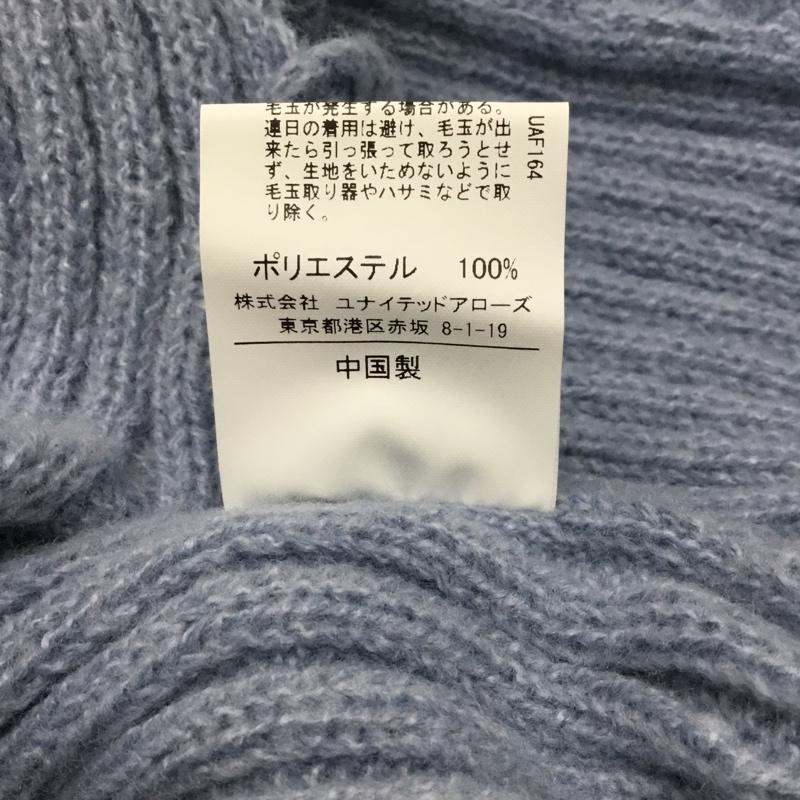 毛玉が発生する場合がある。
連日の着用は避け、毛玉が出
来たら引っ張って取ろうとせ
ず、生地をいためないように
毛玉取り器やハサミなどで取
り除く。
UAF164
ポリエステル 100%
株式会社 ユナイテッドアローズ
東京都港区赤坂 8-1-19
中国製